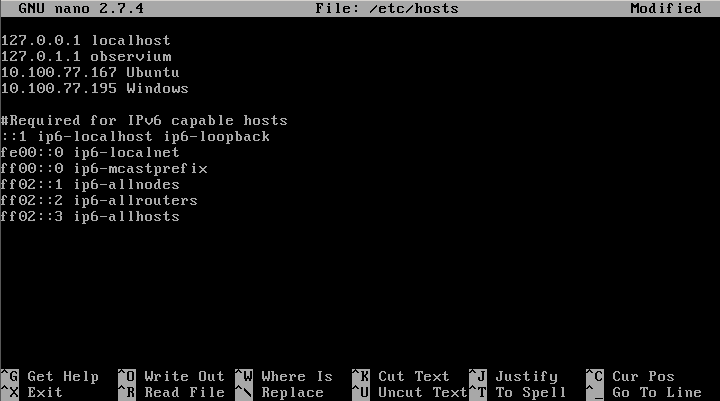 GNU nano 2.7.4 File: /etc/hosts Modified
127.0.0.1 localhost
127.0.1.1 observium
10.100.77.167 Ubuntu
10.100.77.195 Windows
#Required for IPv6 capable hosts
::1 ip6-localhost ip6-loopback
fe00::0 ip6-localnet
ff00::0 ip6-mcastprefix
ff02::1 ip6-allnodes
ff02::2 ip6-allrouters
ff02::3 ip6-allhosts
^G Get Help ^O Write Out ^W Where Is ^K Cut Text ^J Justify ^C Cur Pos
^X Exit ^R Read File ^\ Replace ^U Uncut Text ^T To Spell ^_ Go To Line